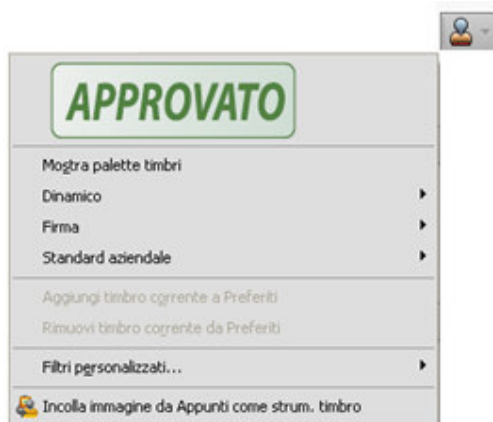 APPROVATO
Mostra palette timbri
Dinamico
Firma
Standard aziendale
Aggiungi timbro corrente a Preferiti
Rimuovi timbro corrente da Preferiti
Filtri personalizzati...
Incolla immagine da Appunti come strum. timbro